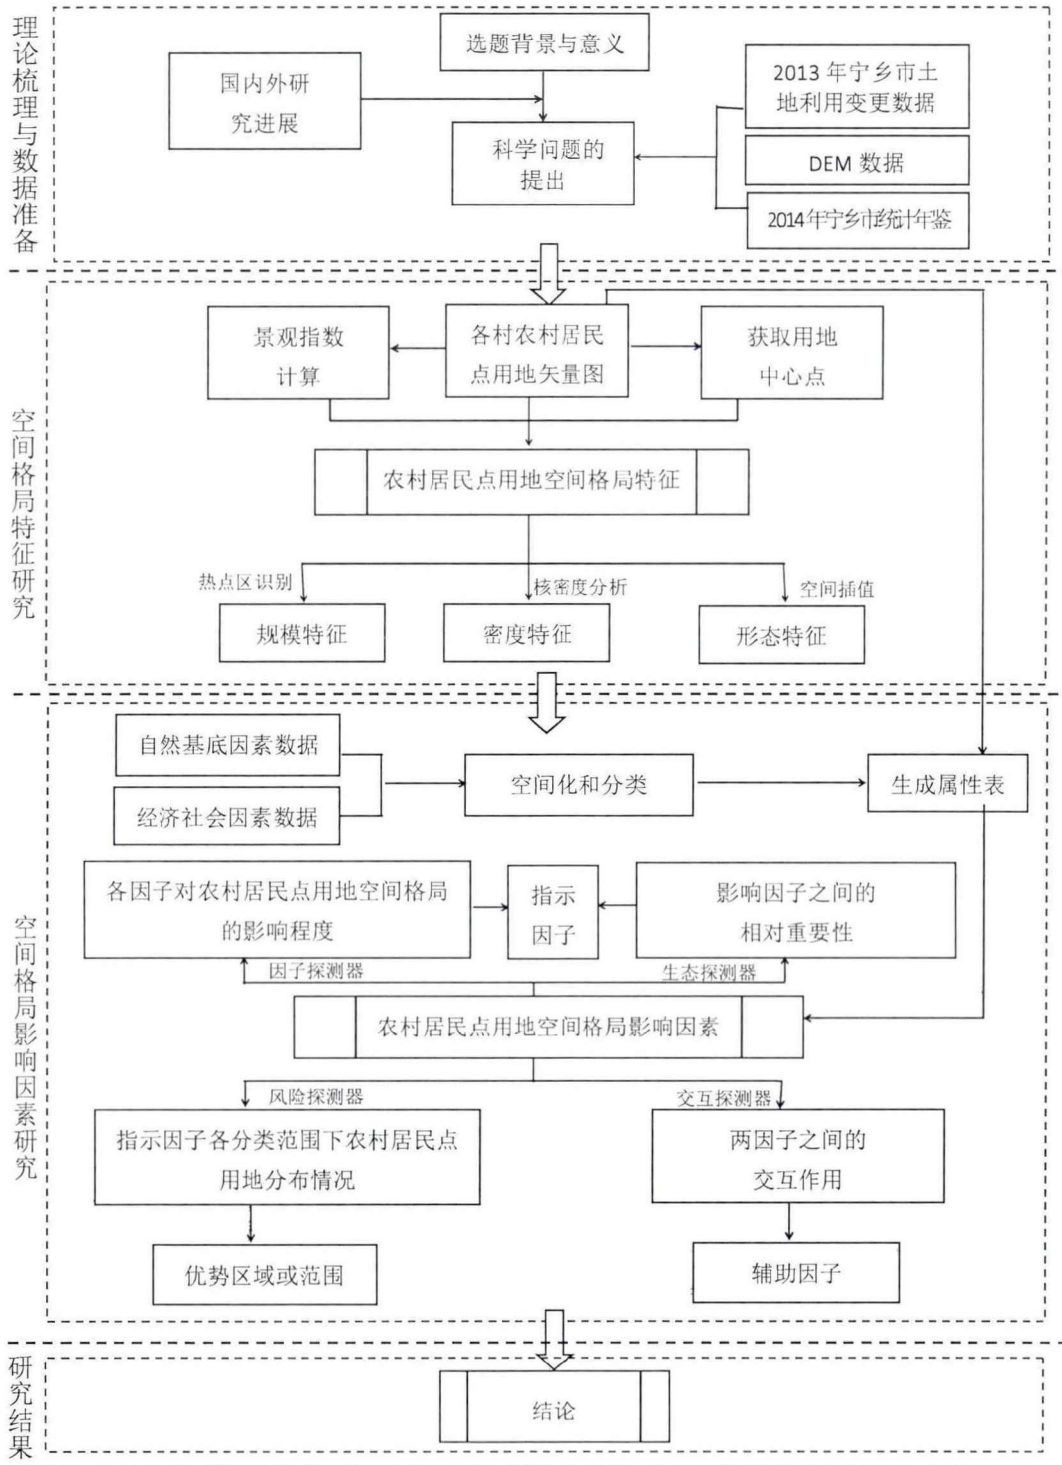 理论梳理与数据准备
选题背景与意义
国内外研
究进展
科学问题的
提出
2013年宁乡市土
地利用变更数据
DEM 数据
2014年宁乡市统计年鉴
空间格局特征研究
景观指数
计算
各村农村居民
点用地矢量图
获取用地
中心点
农村居民点用地空间格局特征
热点区识别
核密度分析
空间插值
规模特征
密度特征
形态特征
空间格局影响因素研究
自然基底因素数据
经济社会因素数据
空间化和分类
生成属性表
各因子对农村居民点用地空间格局
的影响程度
指示
因子
影响因子之间的
相对重要性
因子探测器
生态探测器
农村居民点用地空间格局影响因素
风险探测器
交互探测器
指示因子各分类范围下农村居民点
用地分布情况
两因子之间的
交互作用
优势区域或范围
辅助因子
研究结果
结论